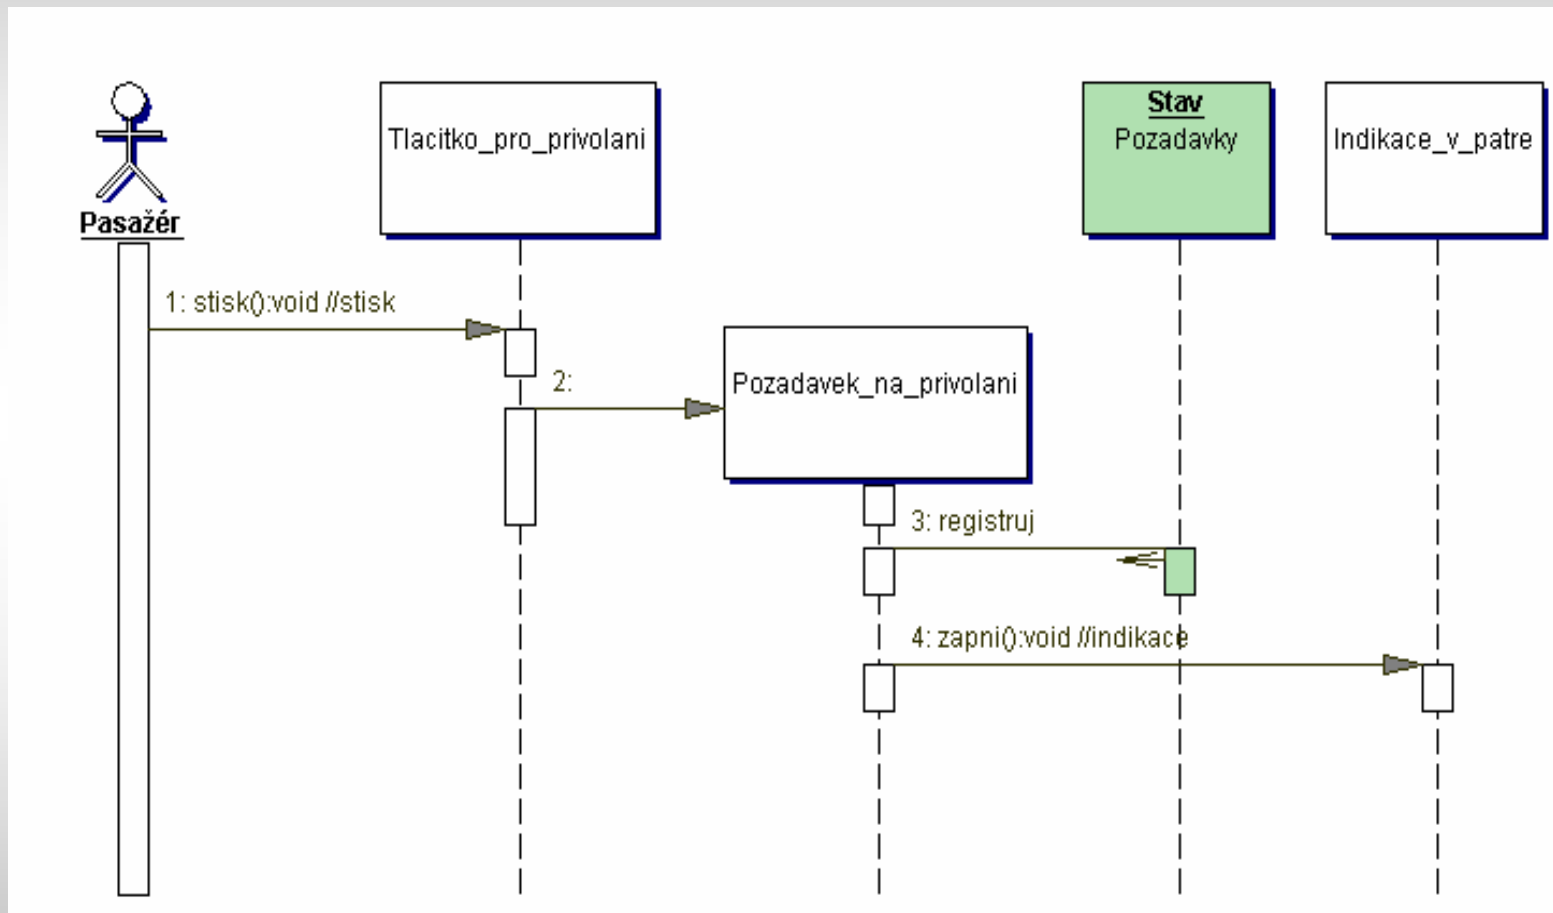 Pasažér
Tlacitko_pro_privolani
Stav
Pozadavky
Indikace_v_patre
1: stisk():void //stisk
2:
Pozadavek_na_privolani
3: registruj
4: zapni():void //indikace